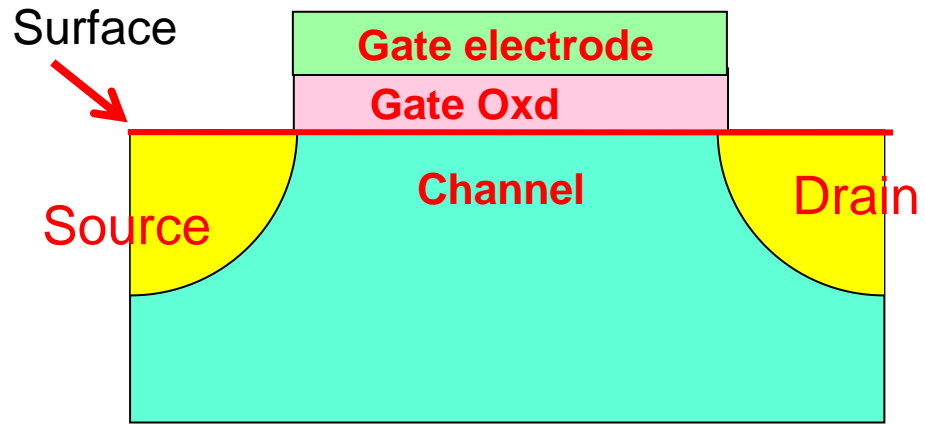 Surface
Gate electrode
Gate Oxd
Channel
Source
Drain